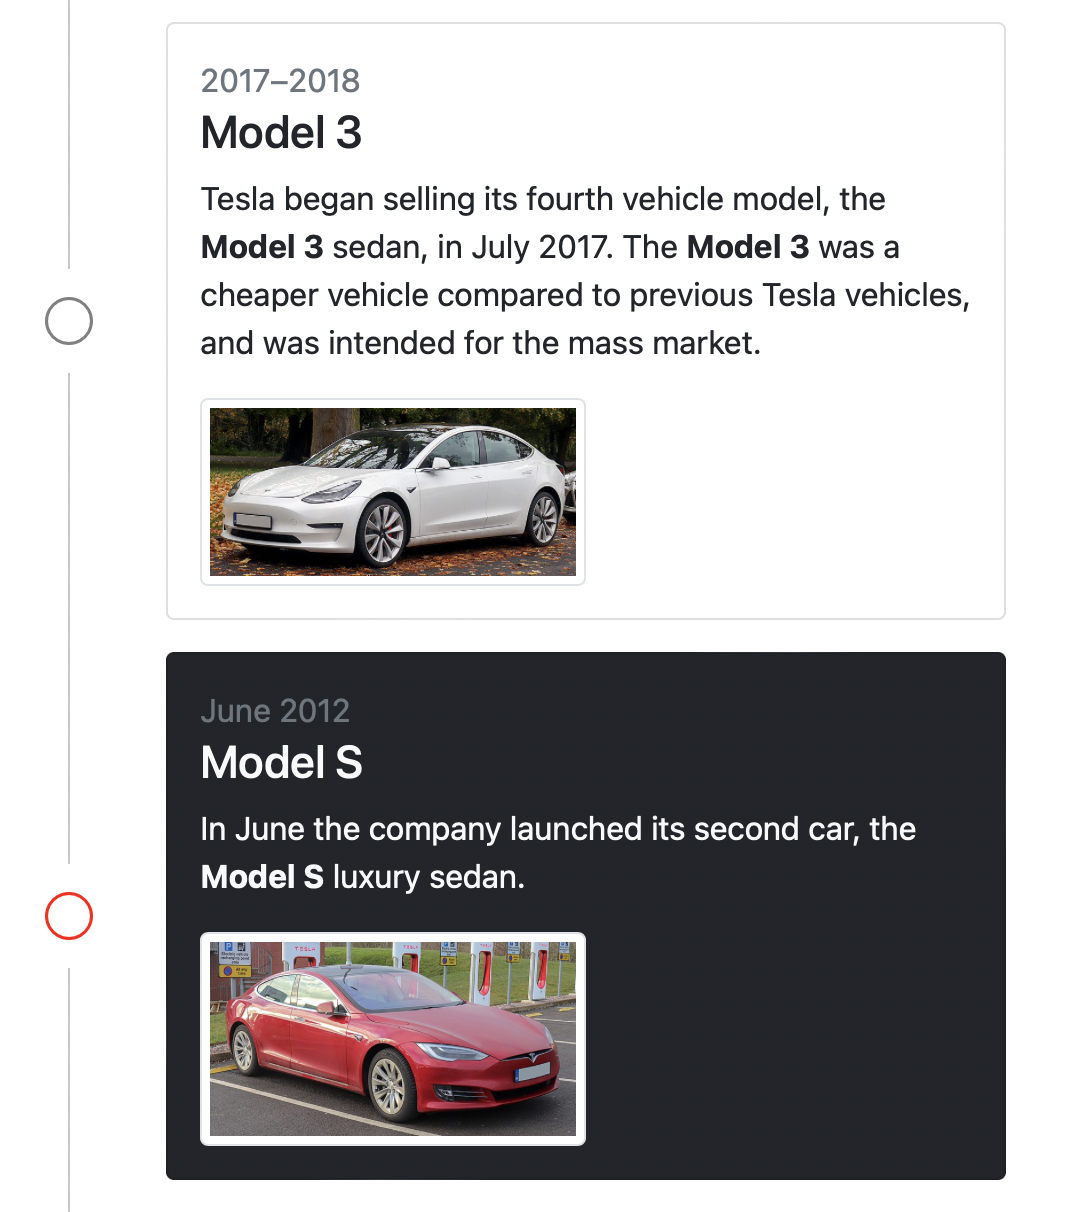 2017–2018
Model 3
Tesla began selling its fourth vehicle model, the
Model 3 sedan, in July 2017. The Model 3 was a
cheaper vehicle compared to previous Tesla vehicles,
and was intended for the mass market.
June 2012
Model S
In June the company launched its second car, the
Model S luxury sedan.
TESLA
TESLA